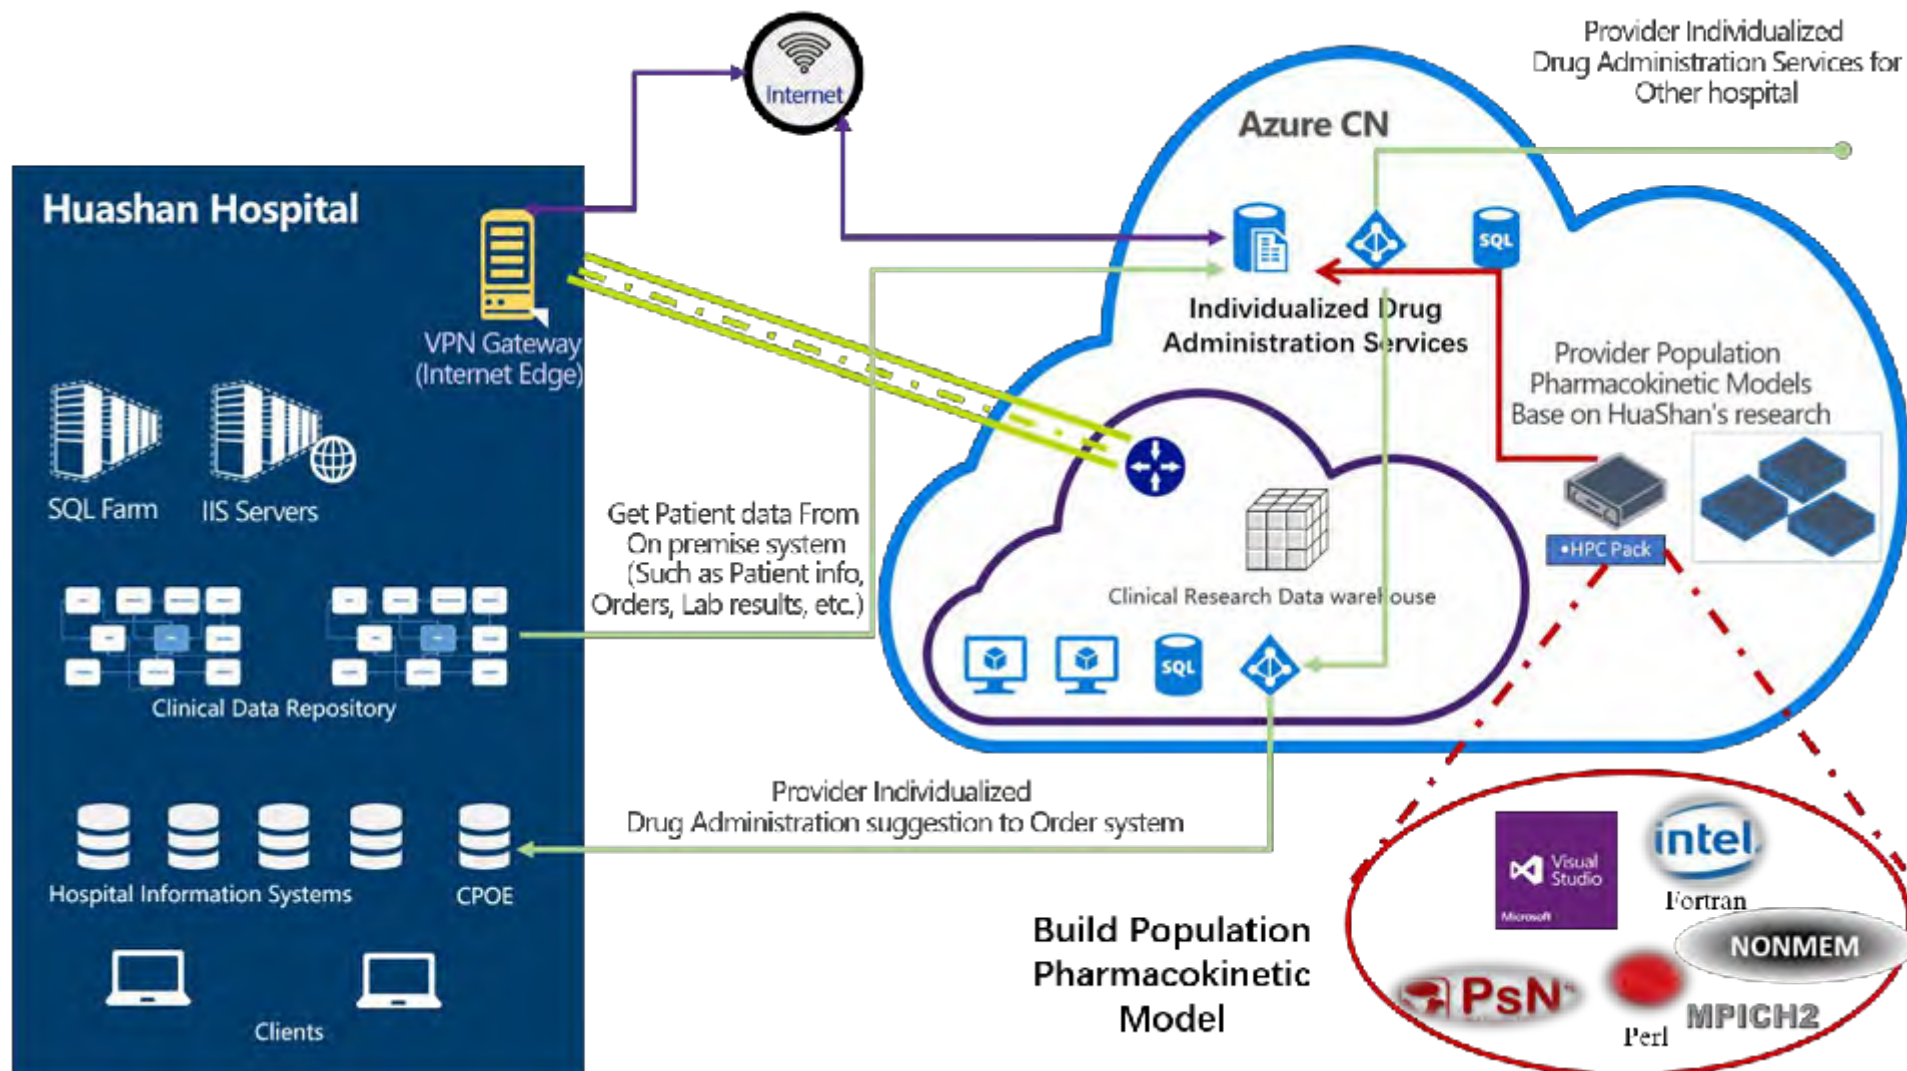 Provider Individualized
Drug Administration Services for
Other hospital
Internet
Azure CN
Huashan Hospital
SQL
VPN Gateway
(Internet Edge)
Individualized Drug
Administration Services
Provider Population
Pharmacokinetic Models
Base on HuaShan's research
SQL Farm
IIS Servers
Get Patient data From
On premise system
(Such as Patient info,
Orders, Lab results, etc.)
•HPC Pack
Clinical Research Data warehouse
SQL
Clinical Data Repository
Provider Individualized
Drug Administration suggestion to Order system
Hospital Information Systems
CPOE
Clients
Build Population
Pharmacokinetic
Model
Visual
Studio
Microsoft
intel
Fortran
NONMEM
PsN
Perl
MPICH2